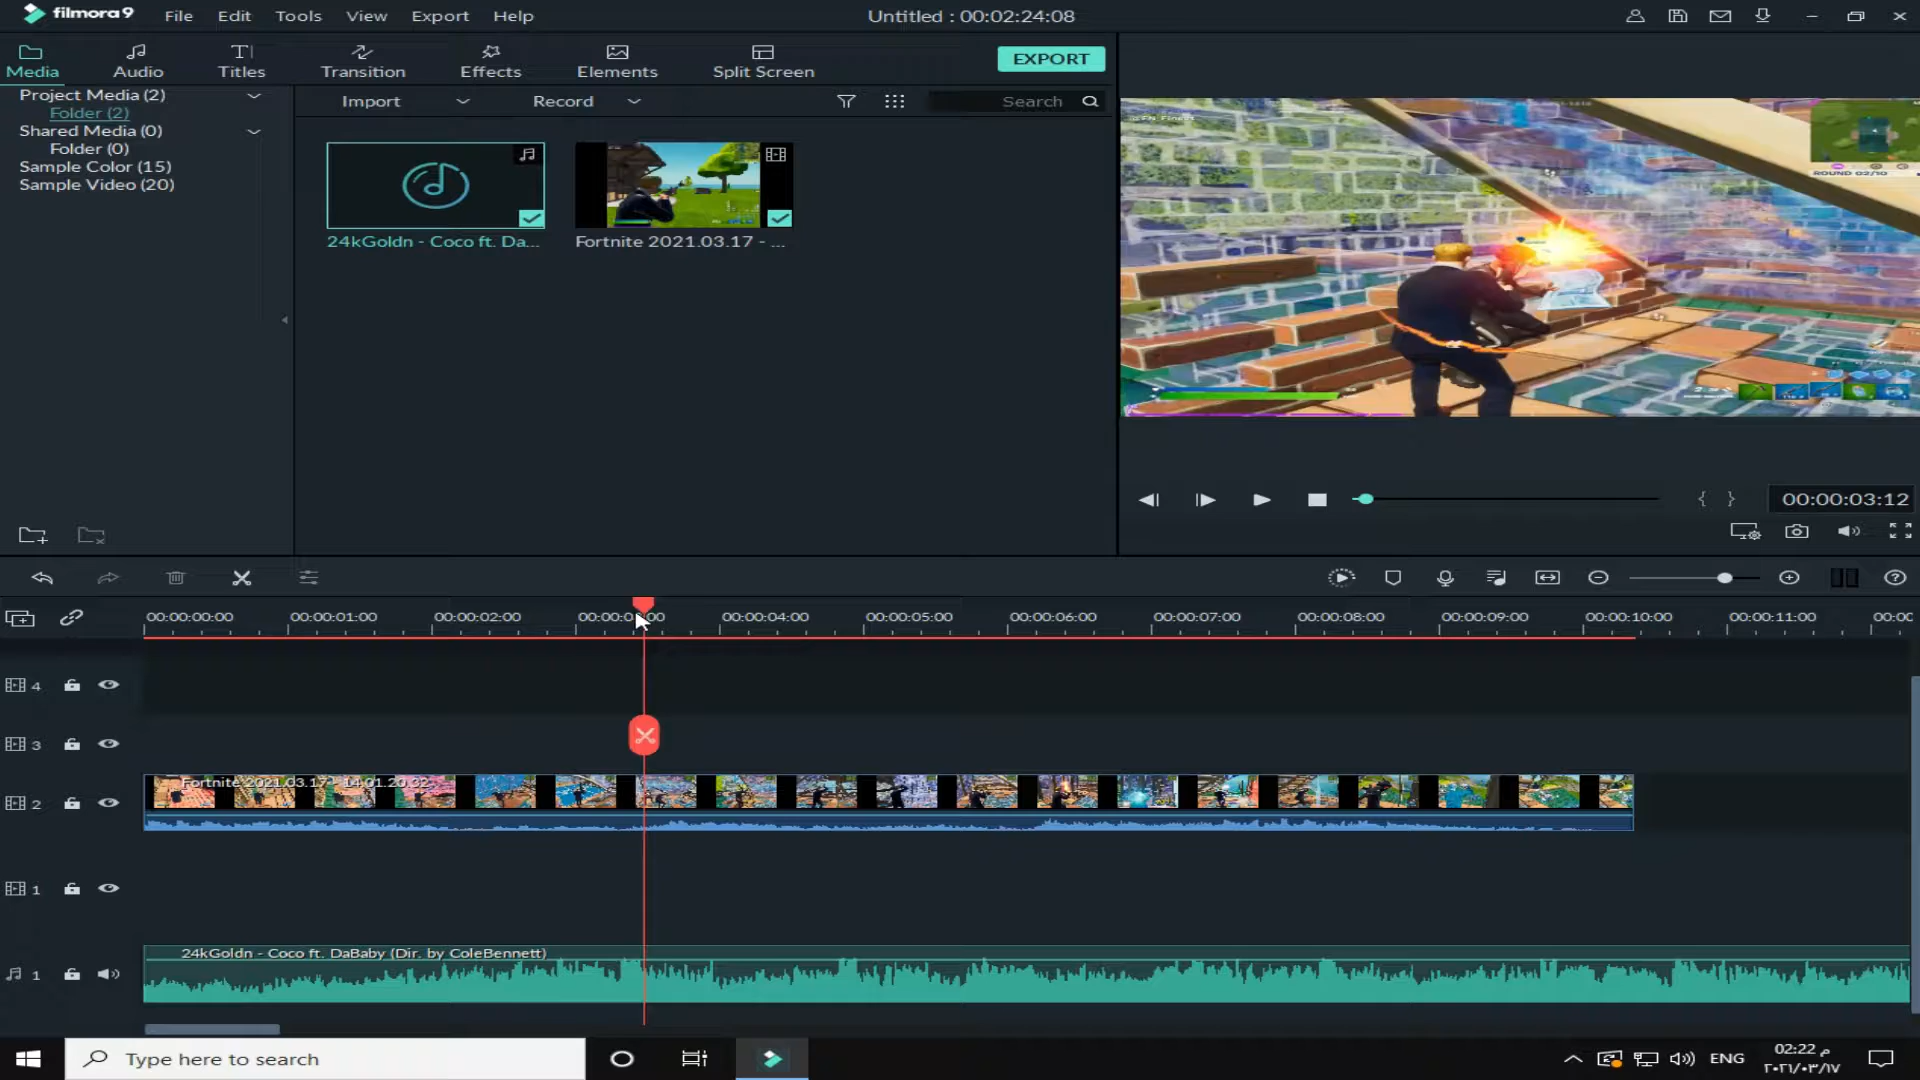 filmora9 File Edit Tools View Export Help Untitled : 00:02:24:08
Media Audio Titles Transition Effects Elements Split Screen EXPORT
Project Media (2)
Folder (2)
Shared Media (0)
Folder (0)
Sample Color (15)
Sample Video (20)
Import Record Search
24kGoldn - Coco ft. Da... Fortnite 2021.03.17 - ...
ROUND 02/10
00:00:03:12
00:00:00:00 00:00:01:00 00:00:02:00 00:00:04:00 00:00:05:00 00:00:06:00 00:00:07:00 00:00:08:00 00:00:09:00 00:00:10:00 00:00:11:00
4
3
Fortnite 2021.03.17 - 14.01.20.32
2
1
24kGoldn - Coco ft. DaBaby (Dir. by ColeBennett)
1
Type here to search
ENG
02:22 م
٢٠٢١/٠٣/١٧